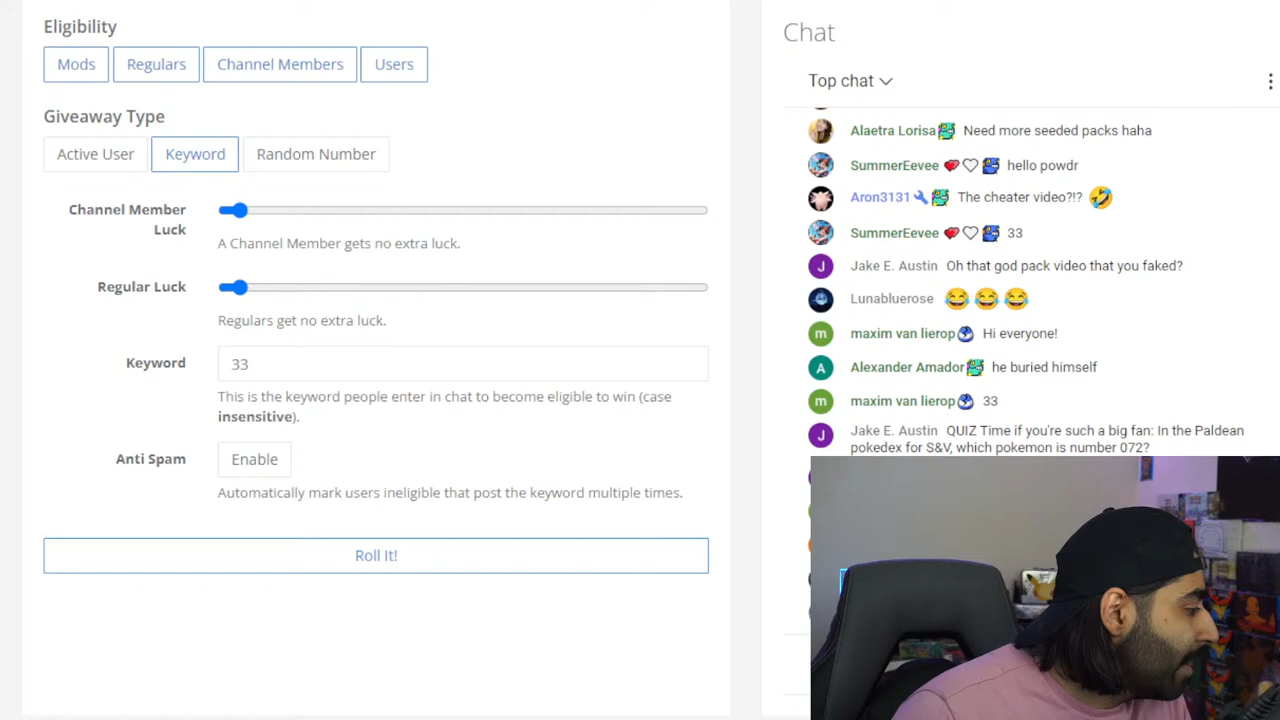 Eligibility
Mods
Regulars
Channel Members
Users
Giveaway Type
Active User
Keyword
Random Number
Channel Member
Luck
A Channel Member gets no extra luck.
Regular Luck
Regulars get no extra luck.
Keyword
33
This is the keyword people enter in chat to become eligible to win (case
insensitive).
Anti Spam
Enable
Automatically mark users ineligible that post the keyword multiple times.
Roll It!
Chat
Top chat
Alaetra Lorisa Need more seeded packs haha
SummerEevee hello powdr
Aron3131 The cheater video?!?
SummerEevee 33
Jake E. Austin Oh that god pack video that you faked?
Lunabluerose
maxim van lierop Hi everyone!
Alexander Amador he buried himself
maxim van lierop 33
Jake E. Austin QUIZ Time if you're such a big fan: In the Paldean
pokedex for S&V, which pokemon is number 072?